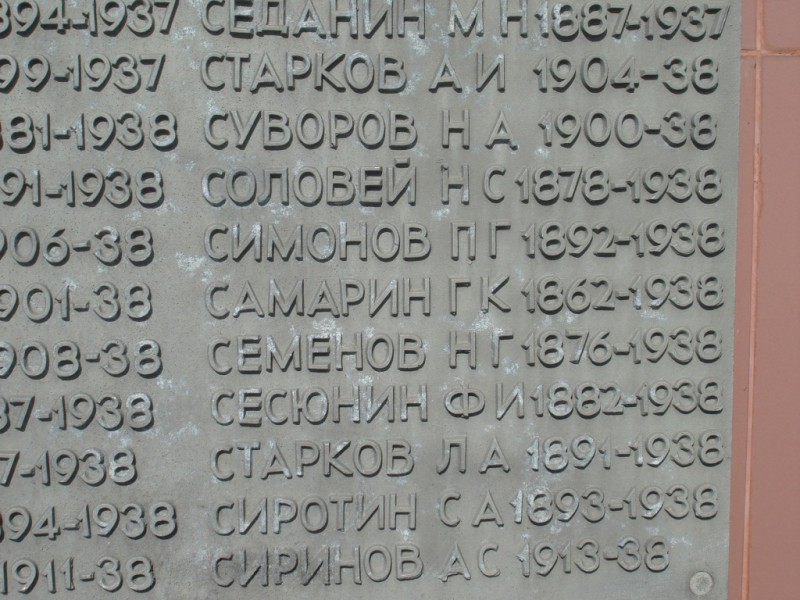 894-1937 СЕДАНИН М Н 1887-1937
99-1937 СТАРКОВ А И 1904-38
881-1938 СУВОРОВ Н А 1900-38
91-1938 СОЛОВЕЙ Н С 1878-1938
906-38 СИМОНОВ П Г 1892-1938
901-38 САМАРИН Г К 1862-1938
908-38 СЕМЕНОВ Н Г 1876-1938
87-1938 СЕСЮНИН Ф И 1882-1938
7-1938 СТАРКОВ Л А 1891-1938
894-1938 СИРОТИН С А 1893-1938
1911-38 СИРИНОВ А С 1913-38